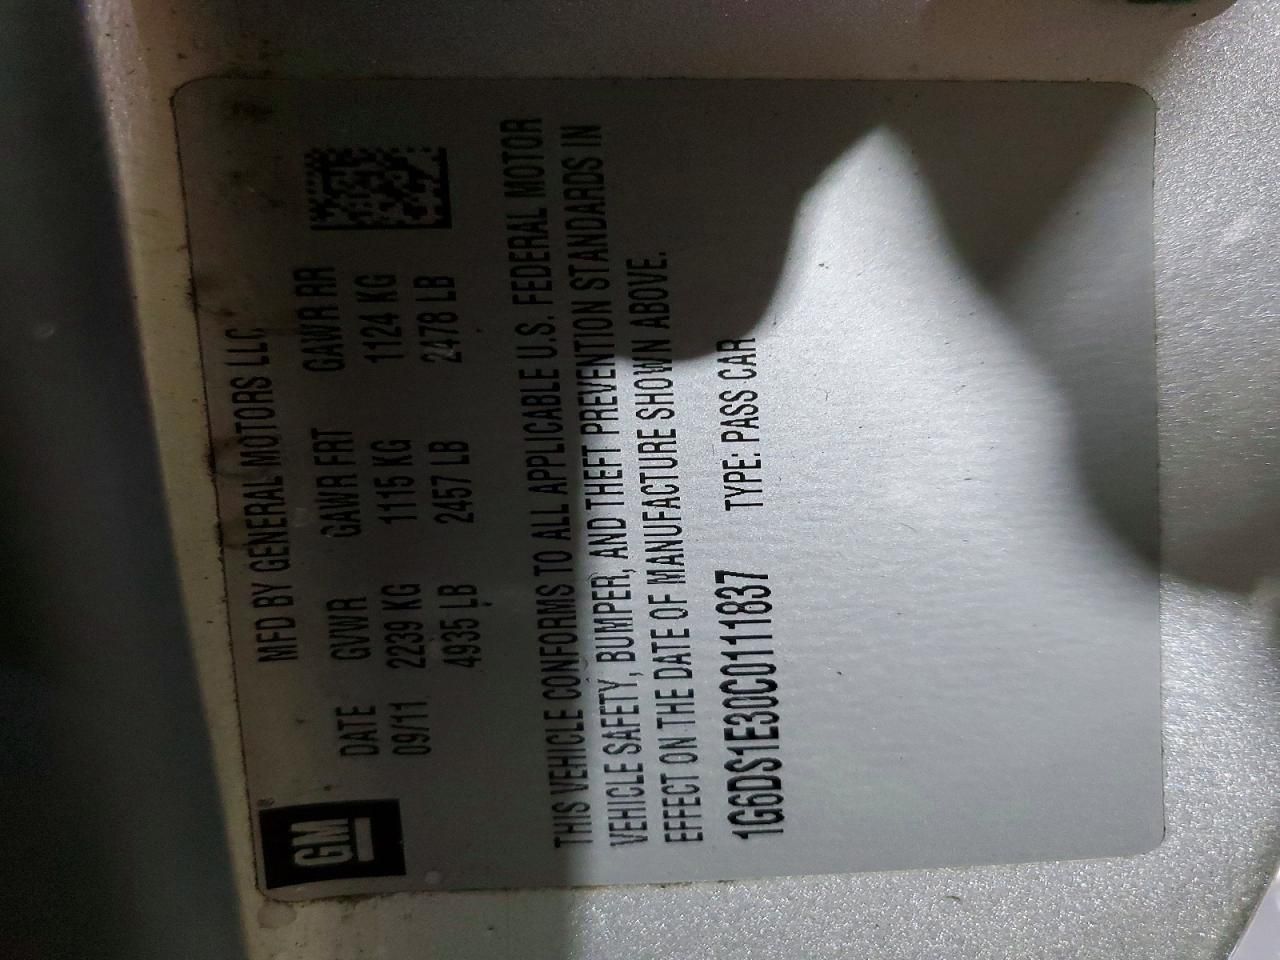 GM®
MFD BY GENERAL MOTORS LLC
DATE GVWR GAWR FRT GAWR RR
09/11 2239 KG 1115 KG 1124 KG
4935 LB 2457 LB 2478 LB
THIS VEHICLE CONFORMS TO ALL APPLICABLE U.S. FEDERAL MOTOR
VEHICLE SAFETY, BUMPER, AND THEFT PREVENTION STANDARDS IN
EFFECT ON THE DATE OF MANUFACTURE SHOWN ABOVE.
1G6DS1E30C0111837 TYPE: PASS CAR